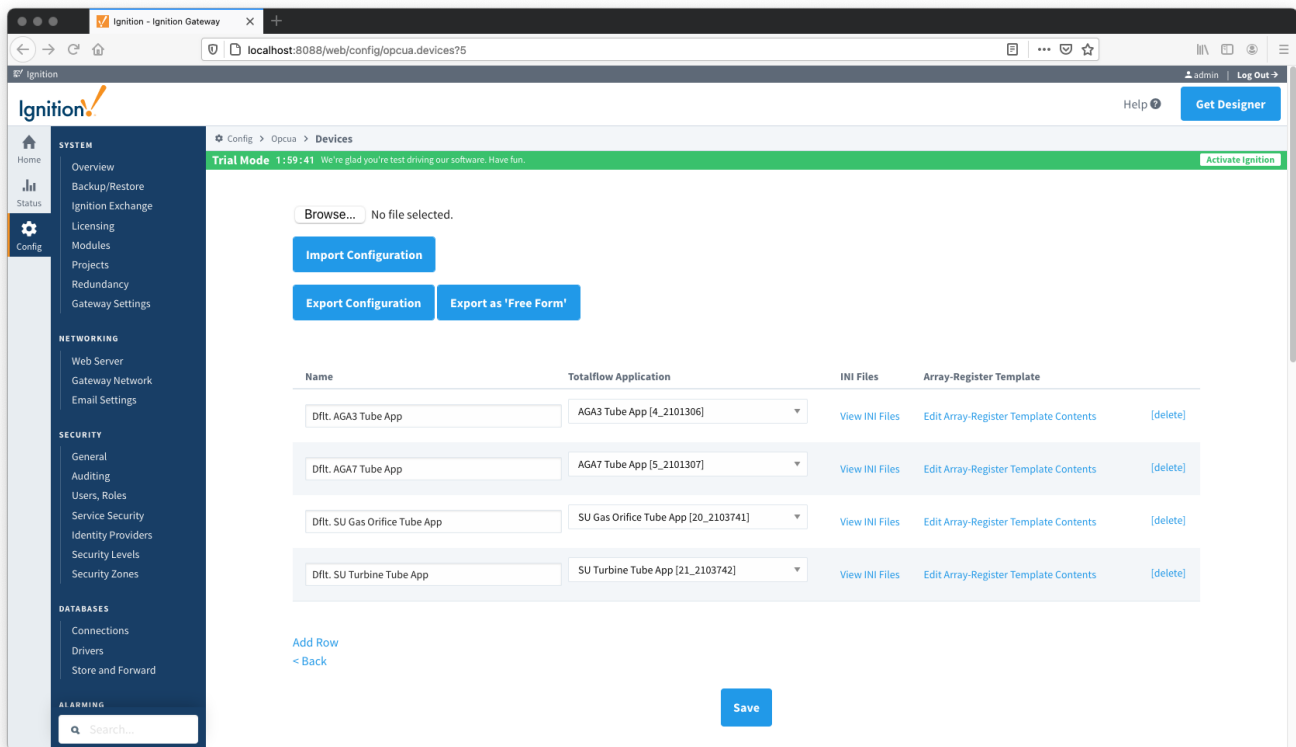 Ignition - Ignition Gateway
localhost:8088/web/config/opcua.devices?5
Ignition
admin | Log Out
Ignition!
Help
Get Designer
Home
Status
Config
SYSTEM
Overview
Backup/Restore
Ignition Exchange
Licensing
Modules
Projects
Redundancy
Gateway Settings
NETWORKING
Web Server
Gateway Network
Email Settings
SECURITY
General
Auditing
Users, Roles
Service Security
Identity Providers
Security Levels
Security Zones
DATABASES
Connections
Drivers
Store and Forward
ALARMING
Search...
Config > Opcua > Devices
Trial Mode 1:59:41 We're glad you're test driving our software. Have fun. Activate Ignition
Browse... No file selected.
Import Configuration
Export Configuration Export as 'Free Form'
Name Totalflow Application INI Files Array-Register Template
Dflt. AGA3 Tube App AGA3 Tube App [4_2101306] View INI Files Edit Array-Register Template Contents [delete]
Dflt. AGA7 Tube App AGA7 Tube App [5_2101307] View INI Files Edit Array-Register Template Contents [delete]
Dflt. SU Gas Orifice Tube App SU Gas Orifice Tube App [20_2103741] View INI Files Edit Array-Register Template Contents [delete]
Dflt. SU Turbine Tube App SU Turbine Tube App [21_2103742] View INI Files Edit Array-Register Template Contents [delete]
Add Row
< Back
Save